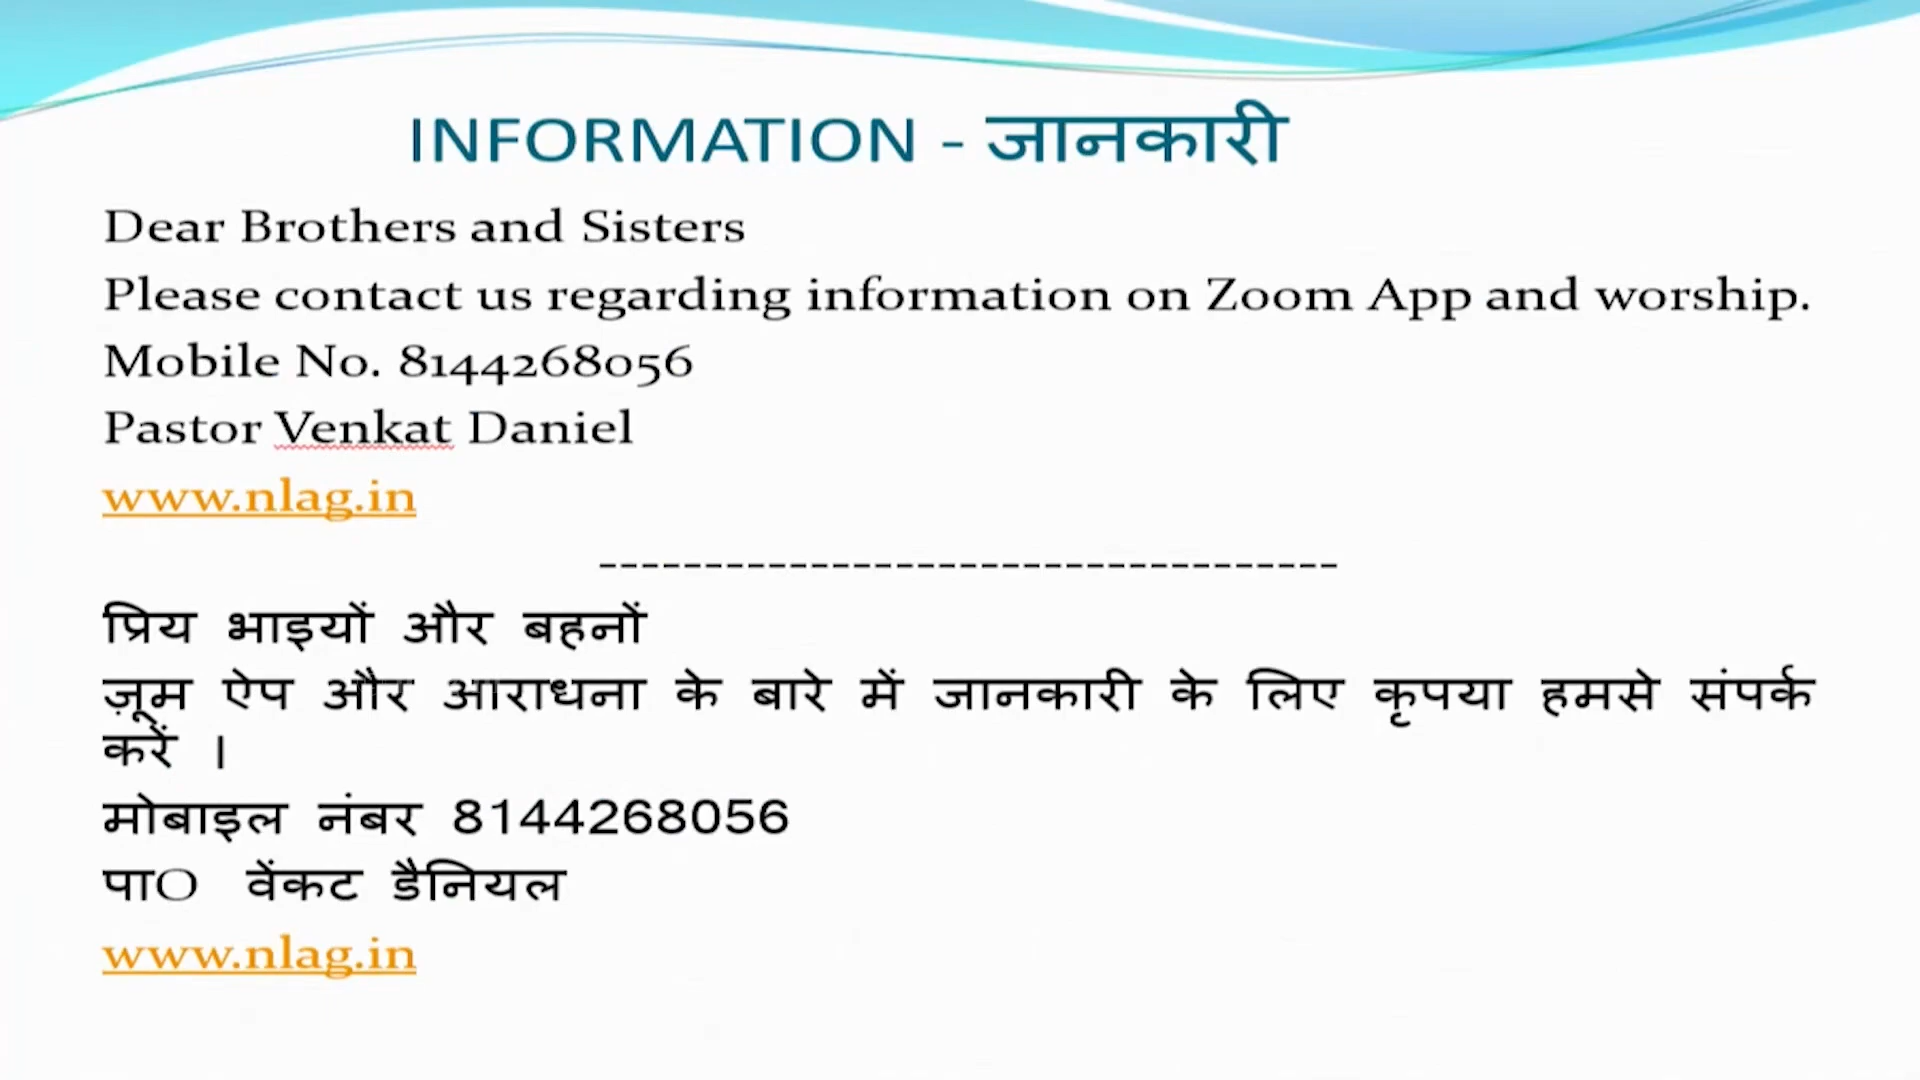 INFORMATION - जानकारी
Dear Brothers and Sisters
Please contact us regarding information on Zoom App and worship.
Mobile No. 8144268056
Pastor Venkat Daniel
www.nlag.in
-----------------------------------
प्रिय भाइयों और बहनों
ज़ूम ऐप और आराधना के बारे में जानकारी के लिए कृपया हमसे संपर्क
करें ।
मोबाइल नंबर 8144268056
पाO वेंकट डैनियल
www.nlag.in